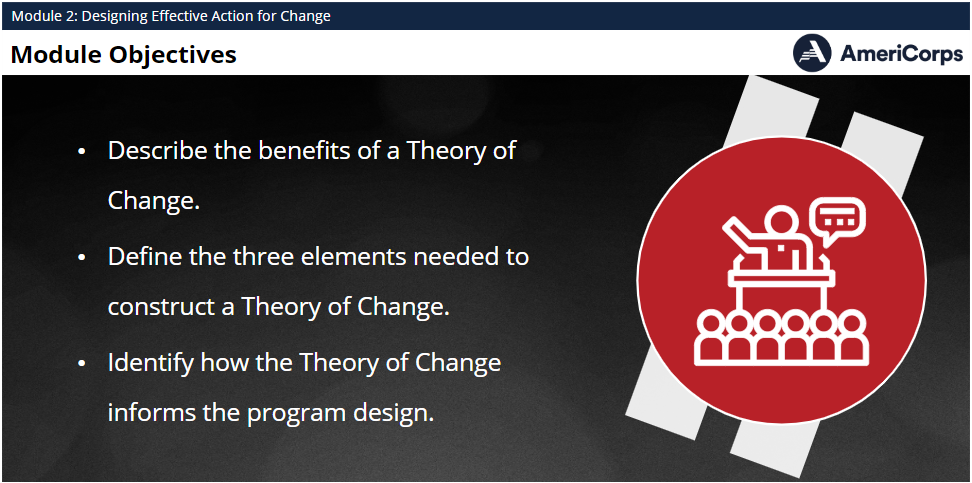 Module 2: Designing Effective Action for Change
Module Objectives
AmeriCorps
• Describe the benefits of a Theory of
Change.
• Define the three elements needed to
construct a Theory of Change.
• Identify how the Theory of Change
informs the program design.